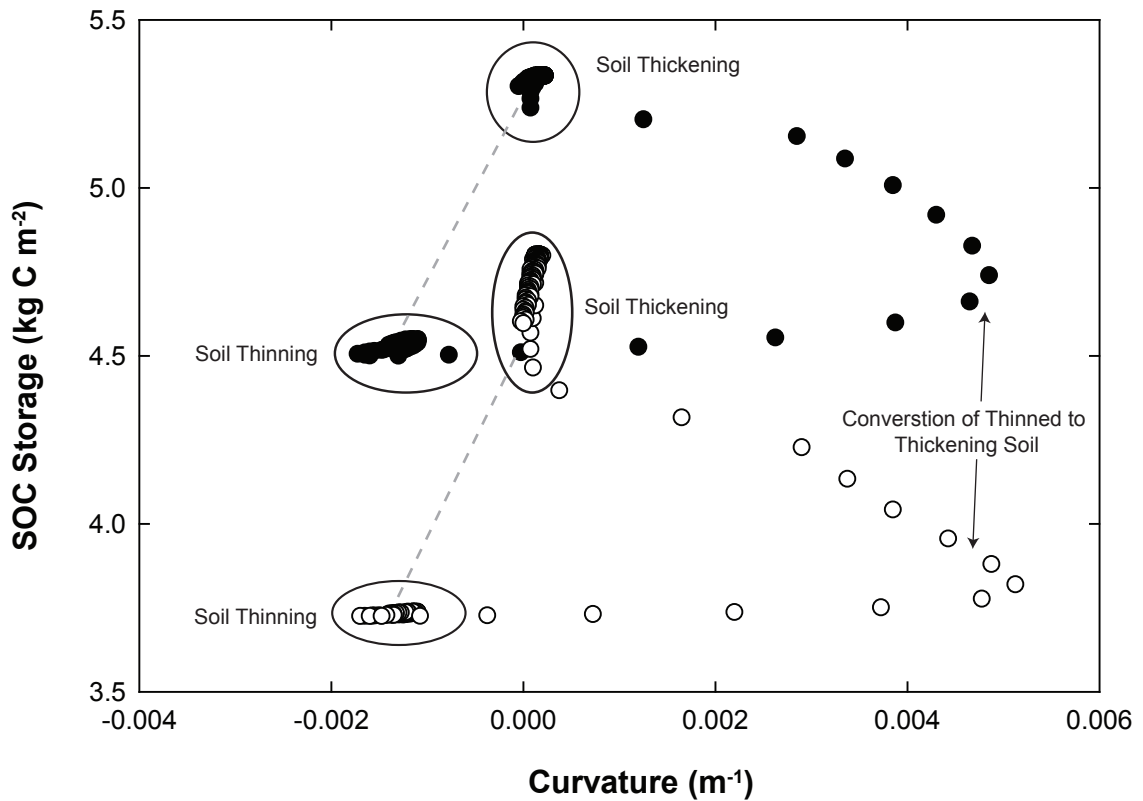 5.5
5.0
4.5
4.0
3.5
SOC Storage (kg C m-2)
Soil Thickening
Soil Thickening
Soil Thinning
Converstion of Thinned to
Thickening Soil
Soil Thinning
-0.004
-0.002
0.000
0.002
0.004
0.006
Curvature (m-1)